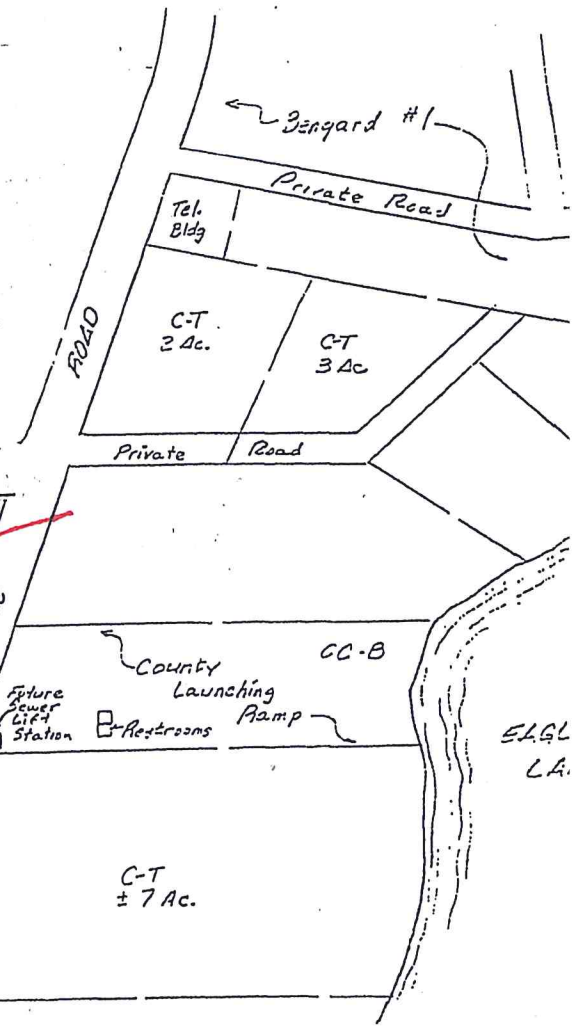 Bengard #1
Private Road
Tel.
Bldg
C-T
2 Ac.
C-T
3 Ac
ROAD
Private Road
County
Launching
Ramp
CC-B
Future
Sewer
Lift
Station
Restrooms
C-T
± 7 Ac.